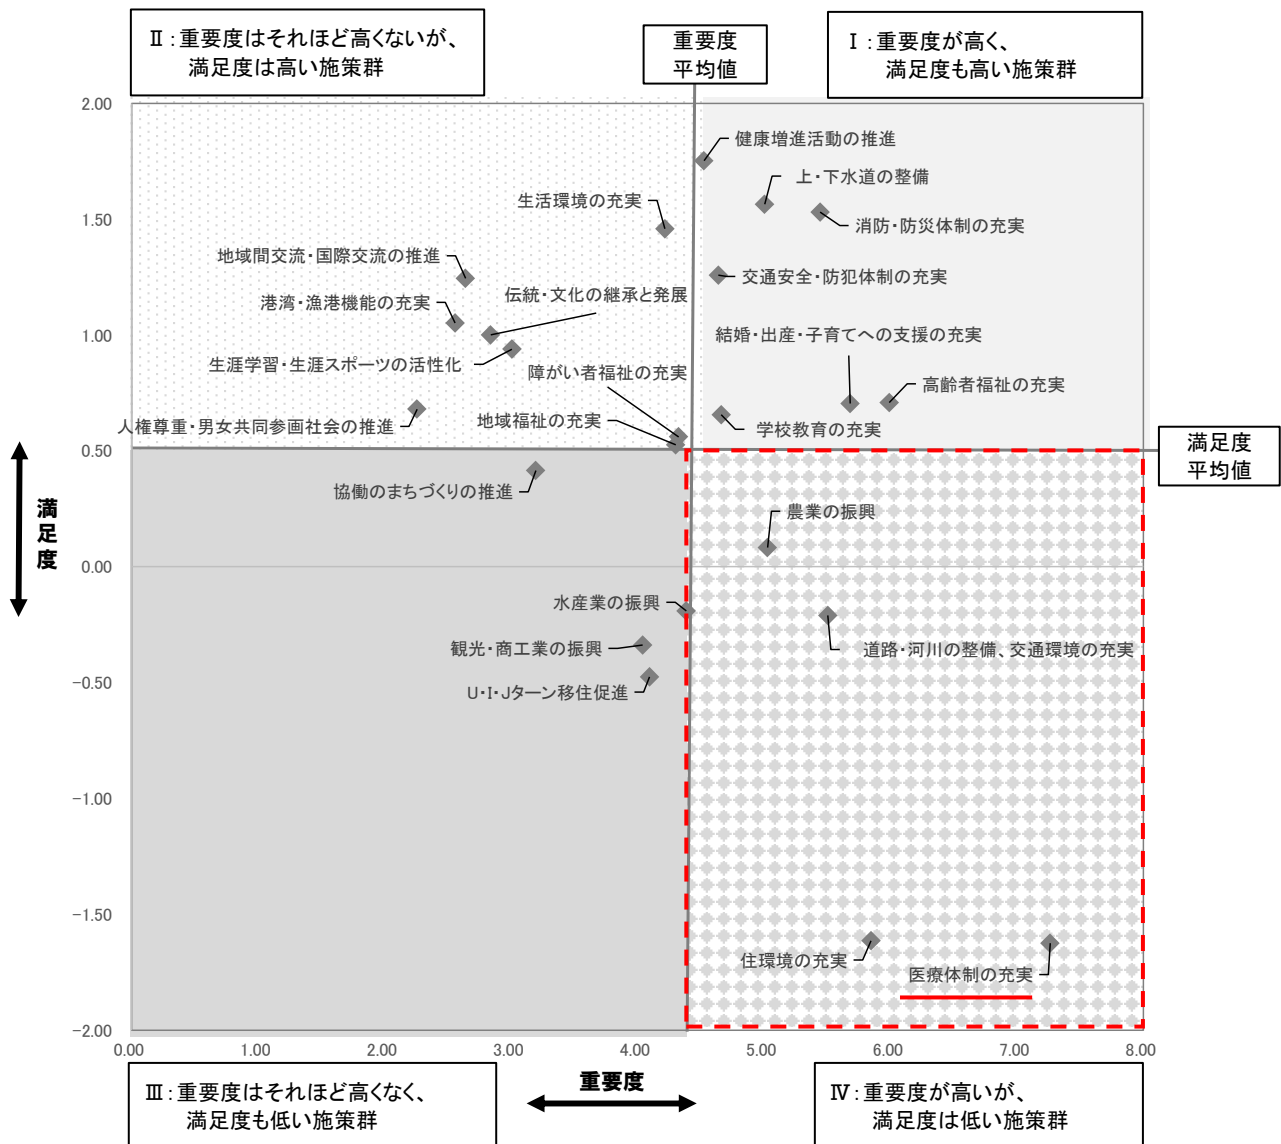 Ⅱ:重要度はそれほど高くないが、
満足度は高い施策群
重要度
平均値
Ⅰ:重要度が高く、
満足度も高い施策群
2.00
健康増進活動の推進
上・下水道の整備
生活環境の充実
1.50
消防・防災体制の充実
地域間交流・国際交流の推進
交通安全・防犯体制の充実
伝統・文化の継承と発展
港湾・漁港機能の充実
1.00
結婚・出産・子育てへの支援の充実
生涯学習・生涯スポーツの活性化
障がい者福祉の充実
高齢者福祉の充実
人権尊重・男女共同参画社会の推進
地域福祉の充実
学校教育の充実
0.50
満足度
平均値
協働のまちづくりの推進
満足度
農業の振興
0.00
水産業の振興
観光・商工業の振興
道路・河川の整備、交通環境の充実
-0.50
U・I・Jターン移住促進
-1.00
-1.50
住環境の充実
医療体制の充実
-2.00
0.00 1.00 2.00 3.00 4.00 5.00 6.00 7.00 8.00
重要度
Ⅲ:重要度はそれほど高くなく、
満足度も低い施策群
Ⅳ:重要度が高いが、
満足度は低い施策群